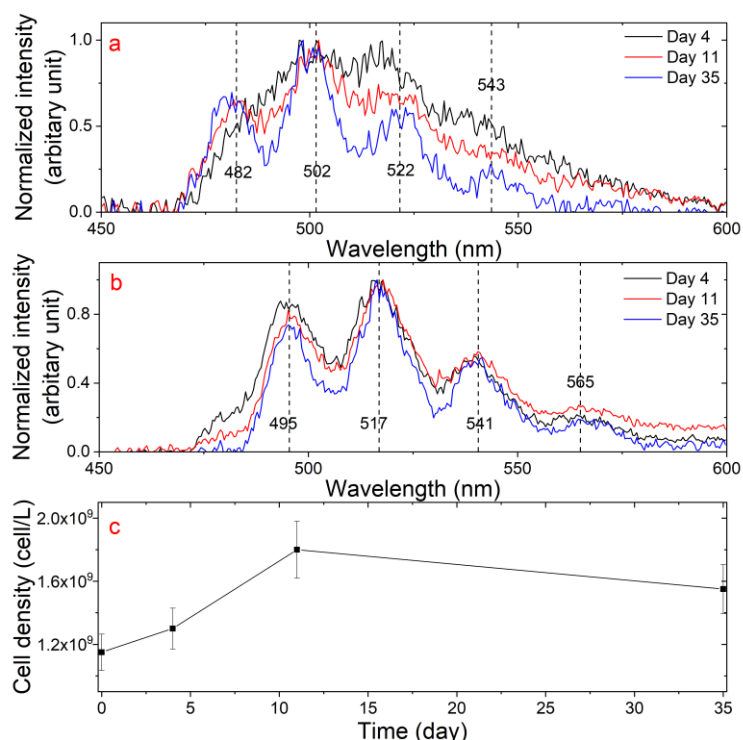 a
Normalized intensity
(arbitary unit)
1.0
0.5
0.0
Day 4
Day 11
Day 35
482
502
522
543
450
500
550
600
Wavelength (nm)
b
Normalized intensity
(arbitary unit)
0.8
0.4
0.0
Day 4
Day 11
Day 35
495
517
541
565
450
500
550
600
Wavelength (nm)
c
Cell density (cell/L)
2.0x10⁹
1.6x10⁹
1.2x10⁹
0
5
10
15
20
25
30
35
Time (day)